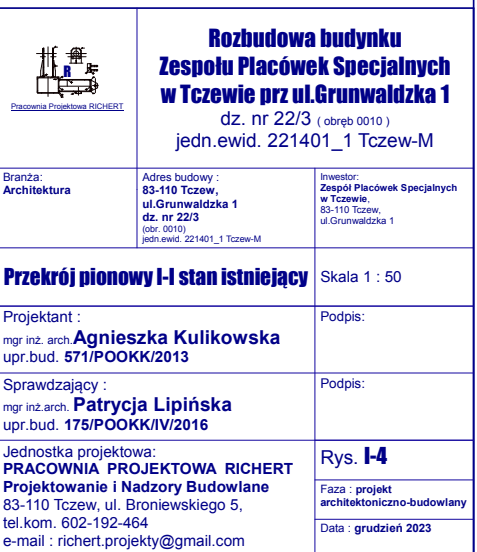 R
Pracownia Projektowa RICHERT
Rozbudowa budynku
Zespołu Placówek Specjalnych
w Tczewie prz ul.Grunwaldzka 1
dz. nr 22/3 ( obręb 0010 )
jedn.ewid. 221401_1 Tczew-M
Branża:
Architektura
Adres budowy :
83-110 Tczew,
ul.Grunwaldzka 1
dz. nr 22/3
(obr. 0010)
jedn.ewid. 221401_1 Tczew-M
Inwestor:
Zespół Placówek Specjalnych
w Tczewie,
83-110 Tczew,
ul.Grunwaldzka 1
Przekrój pionowy I-I stan istniejący
Skala 1 : 50
Projektant :
mgr inż. arch.Agnieszka Kulikowska
upr.bud. 571/POOKK/2013
Podpis:
Sprawdzający :
mgr inż.arch. Patrycja Lipińska
upr.bud. 175/POOKK/IV/2016
Podpis:
Jednostka projektowa:
PRACOWNIA PROJEKTOWA RICHERT
Projektowanie i Nadzory Budowlane
83-110 Tczew, ul. Broniewskiego 5,
tel.kom. 602-192-464
e-mail : richert.projekty@gmail.com
Rys. I-4
Faza : projekt
architektoniczno-budowlany
Data : grudzień 2023